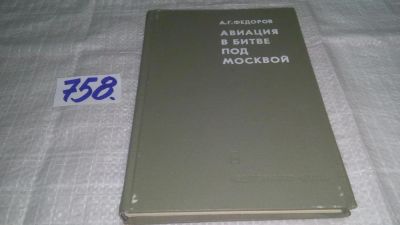 А.Г.ФЕДОРОВ
АВИАЦИЯ
В БИТВЕ
ПОД
МОСКВОЙ
758.